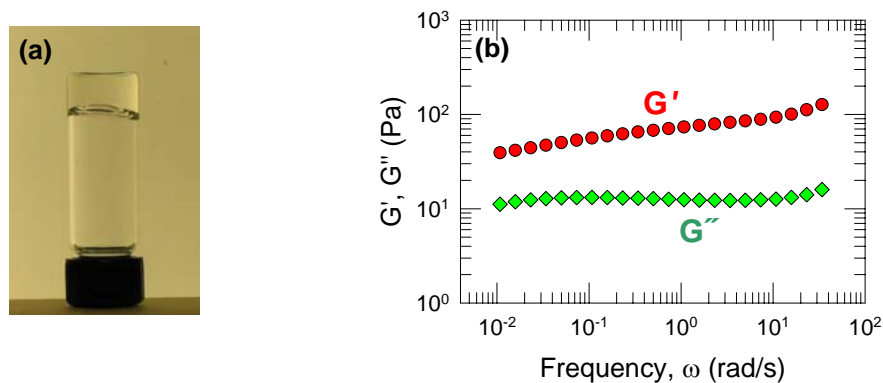 (a)
(b)
G', G" (Pa)
10³
10²
10¹
10⁰
G′
G″
10⁻² 10⁻¹ 10⁰ 10¹ 10²
Frequency, ω (rad/s)